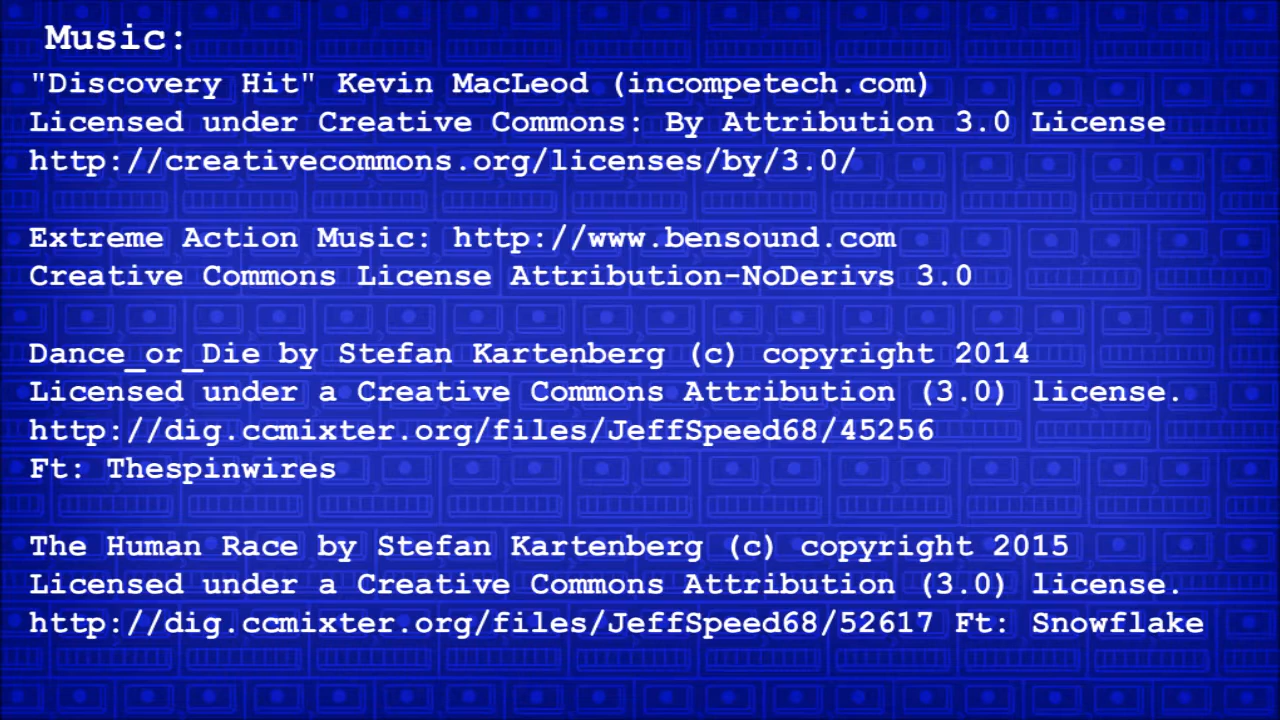 Music:
"Discovery Hit" Kevin MacLeod (incompetech.com)
Licensed under Creative Commons: By Attribution 3.0 License
http://creativecommons.org/licenses/by/3.0/
Extreme Action Music: http://www.bensound.com
Creative Commons License Attribution-NoDerivs 3.0
Dance_or_Die by Stefan Kartenberg (c) copyright 2014
Licensed under a Creative Commons Attribution (3.0) license.
http://dig.ccmixter.org/files/JeffSpeed68/45256
Ft: Thespinwires
The Human Race by Stefan Kartenberg (c) copyright 2015
Licensed under a Creative Commons Attribution (3.0) license.
http://dig.ccmixter.org/files/JeffSpeed68/52617 Ft: Snowflake